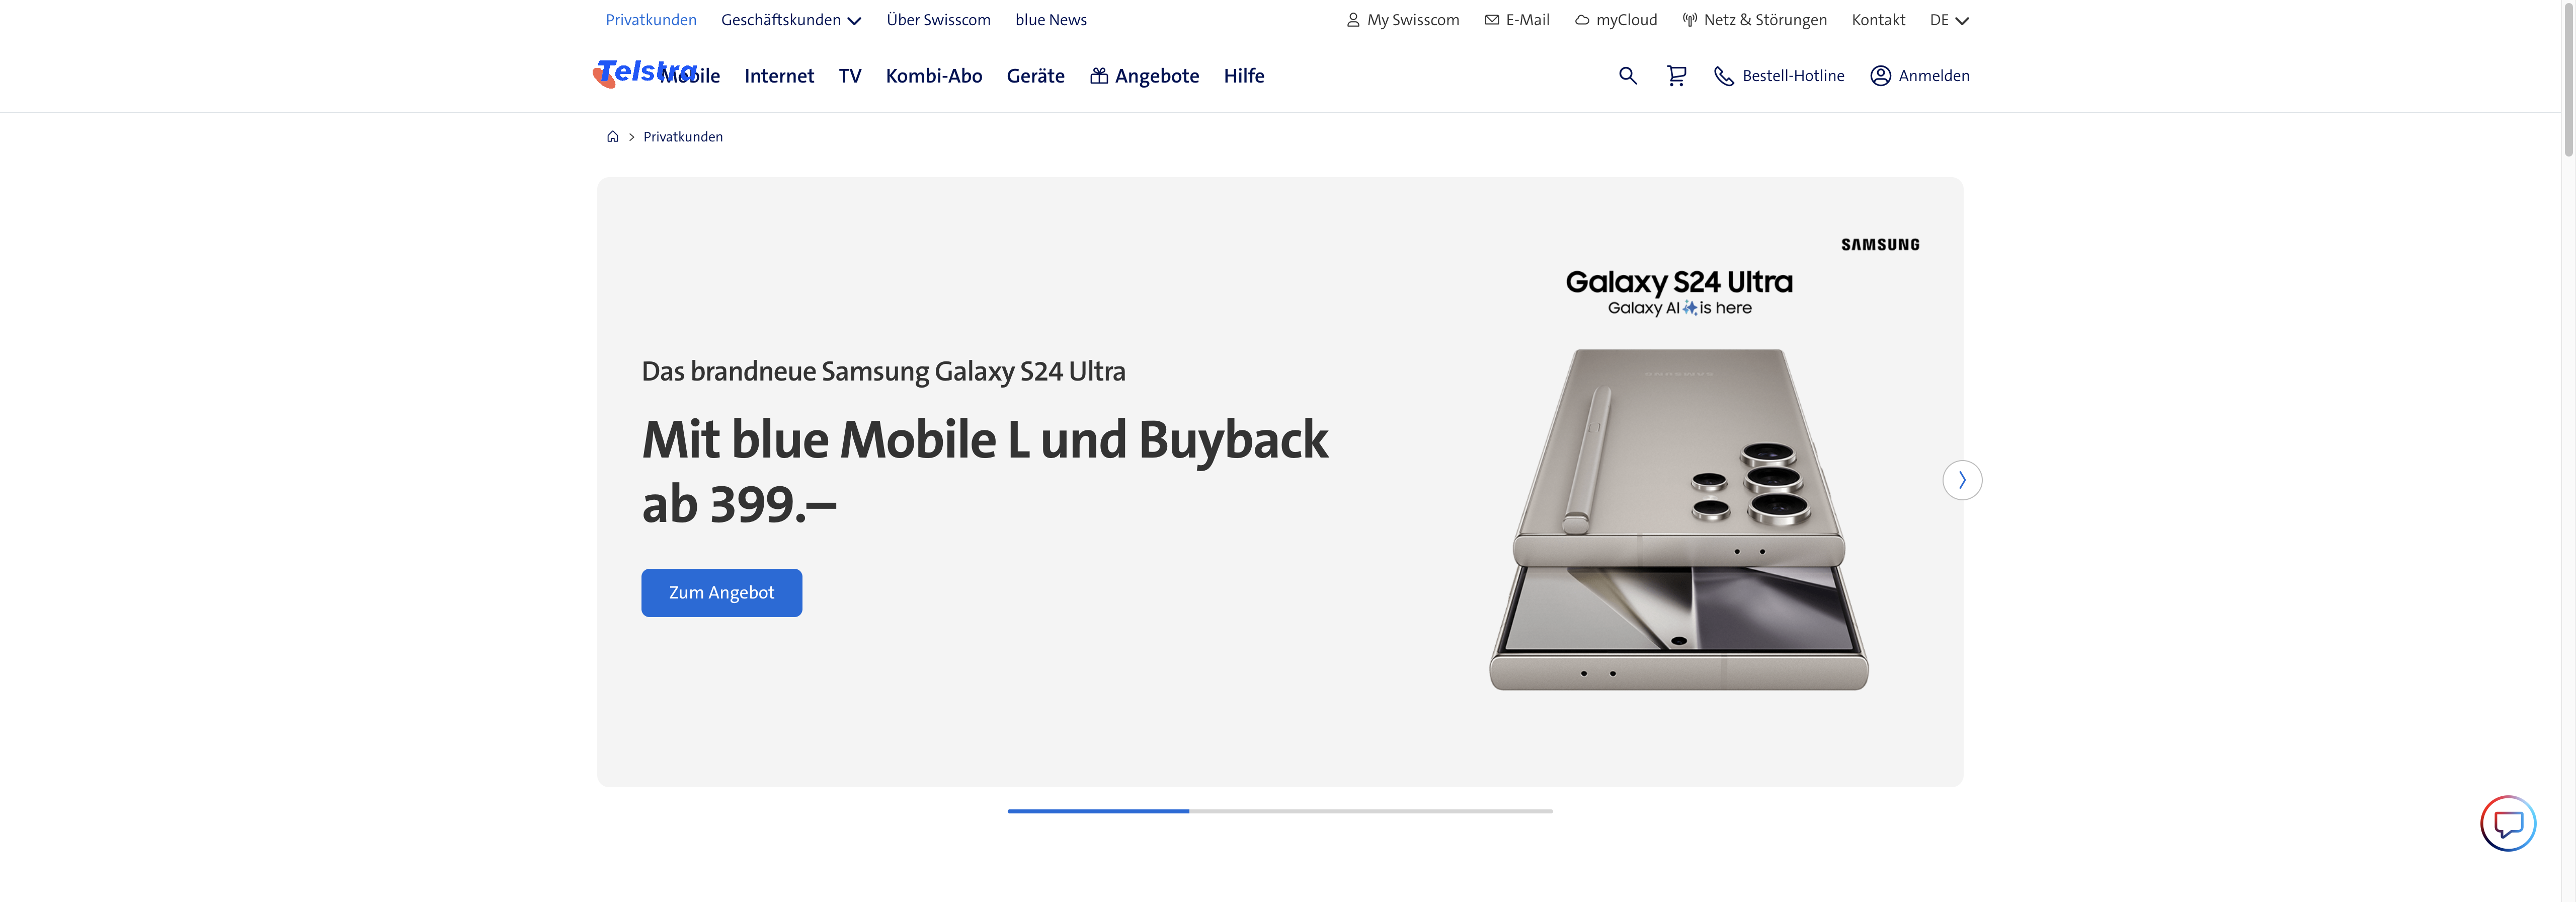 Privatkunden Geschäftskunden Über Swisscom blue News My Swisscom E-Mail myCloud Netz & Störungen Kontakt DE
Telstra Mobile Internet TV Kombi-Abo Geräte Angebote Hilfe Bestell-Hotline Anmelden
Privatkunden
SAMSUNG
Galaxy S24 Ultra
Galaxy AI is here
Das brandneue Samsung Galaxy S24 Ultra
Mit blue Mobile L und Buyback
ab 399.–
Zum Angebot
SAMSUNG